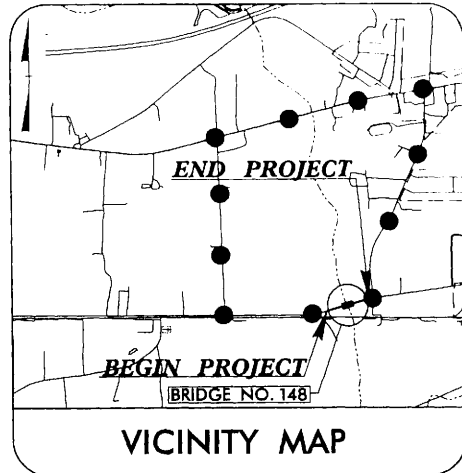 END PROJECT
BEGIN PROJECT
BRIDGE NO. 148
VICINITY MAP